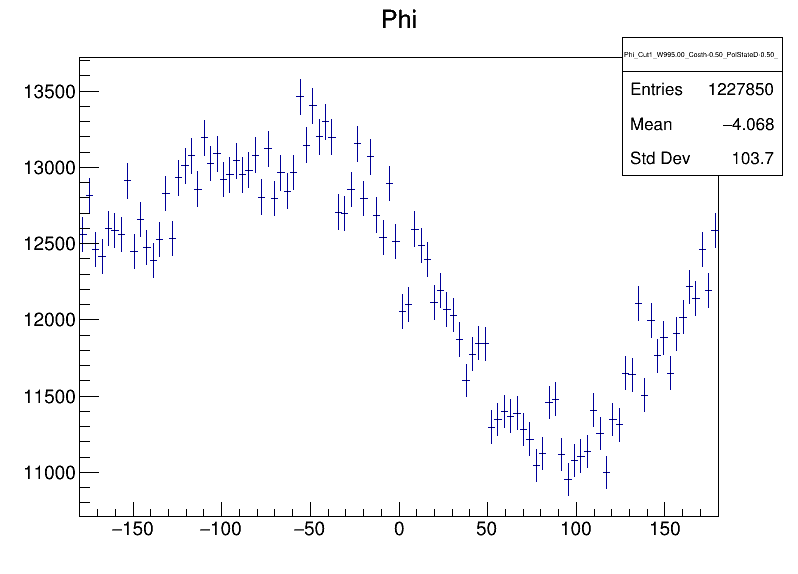 Phi
Phi_Cut1_W995.00_Costh-0.50_PolStateD-0.50_
Entries 1227850
Mean −4.068
Std Dev 103.7
13500
13000
12500
12000
11500
11000
−150 −100 −50 0 50 100 150